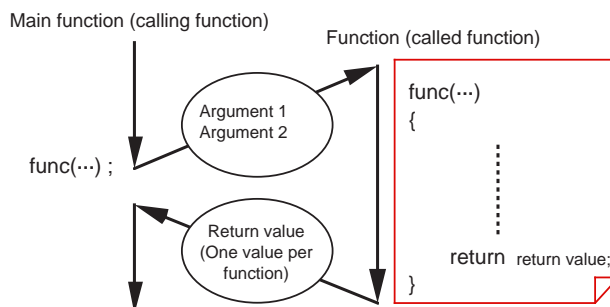 Main function (calling function)
Function (called function)
Argument 1
Argument 2
func(···) ;
Return value
(One value per
function)
func(···)
{
return return value;
}